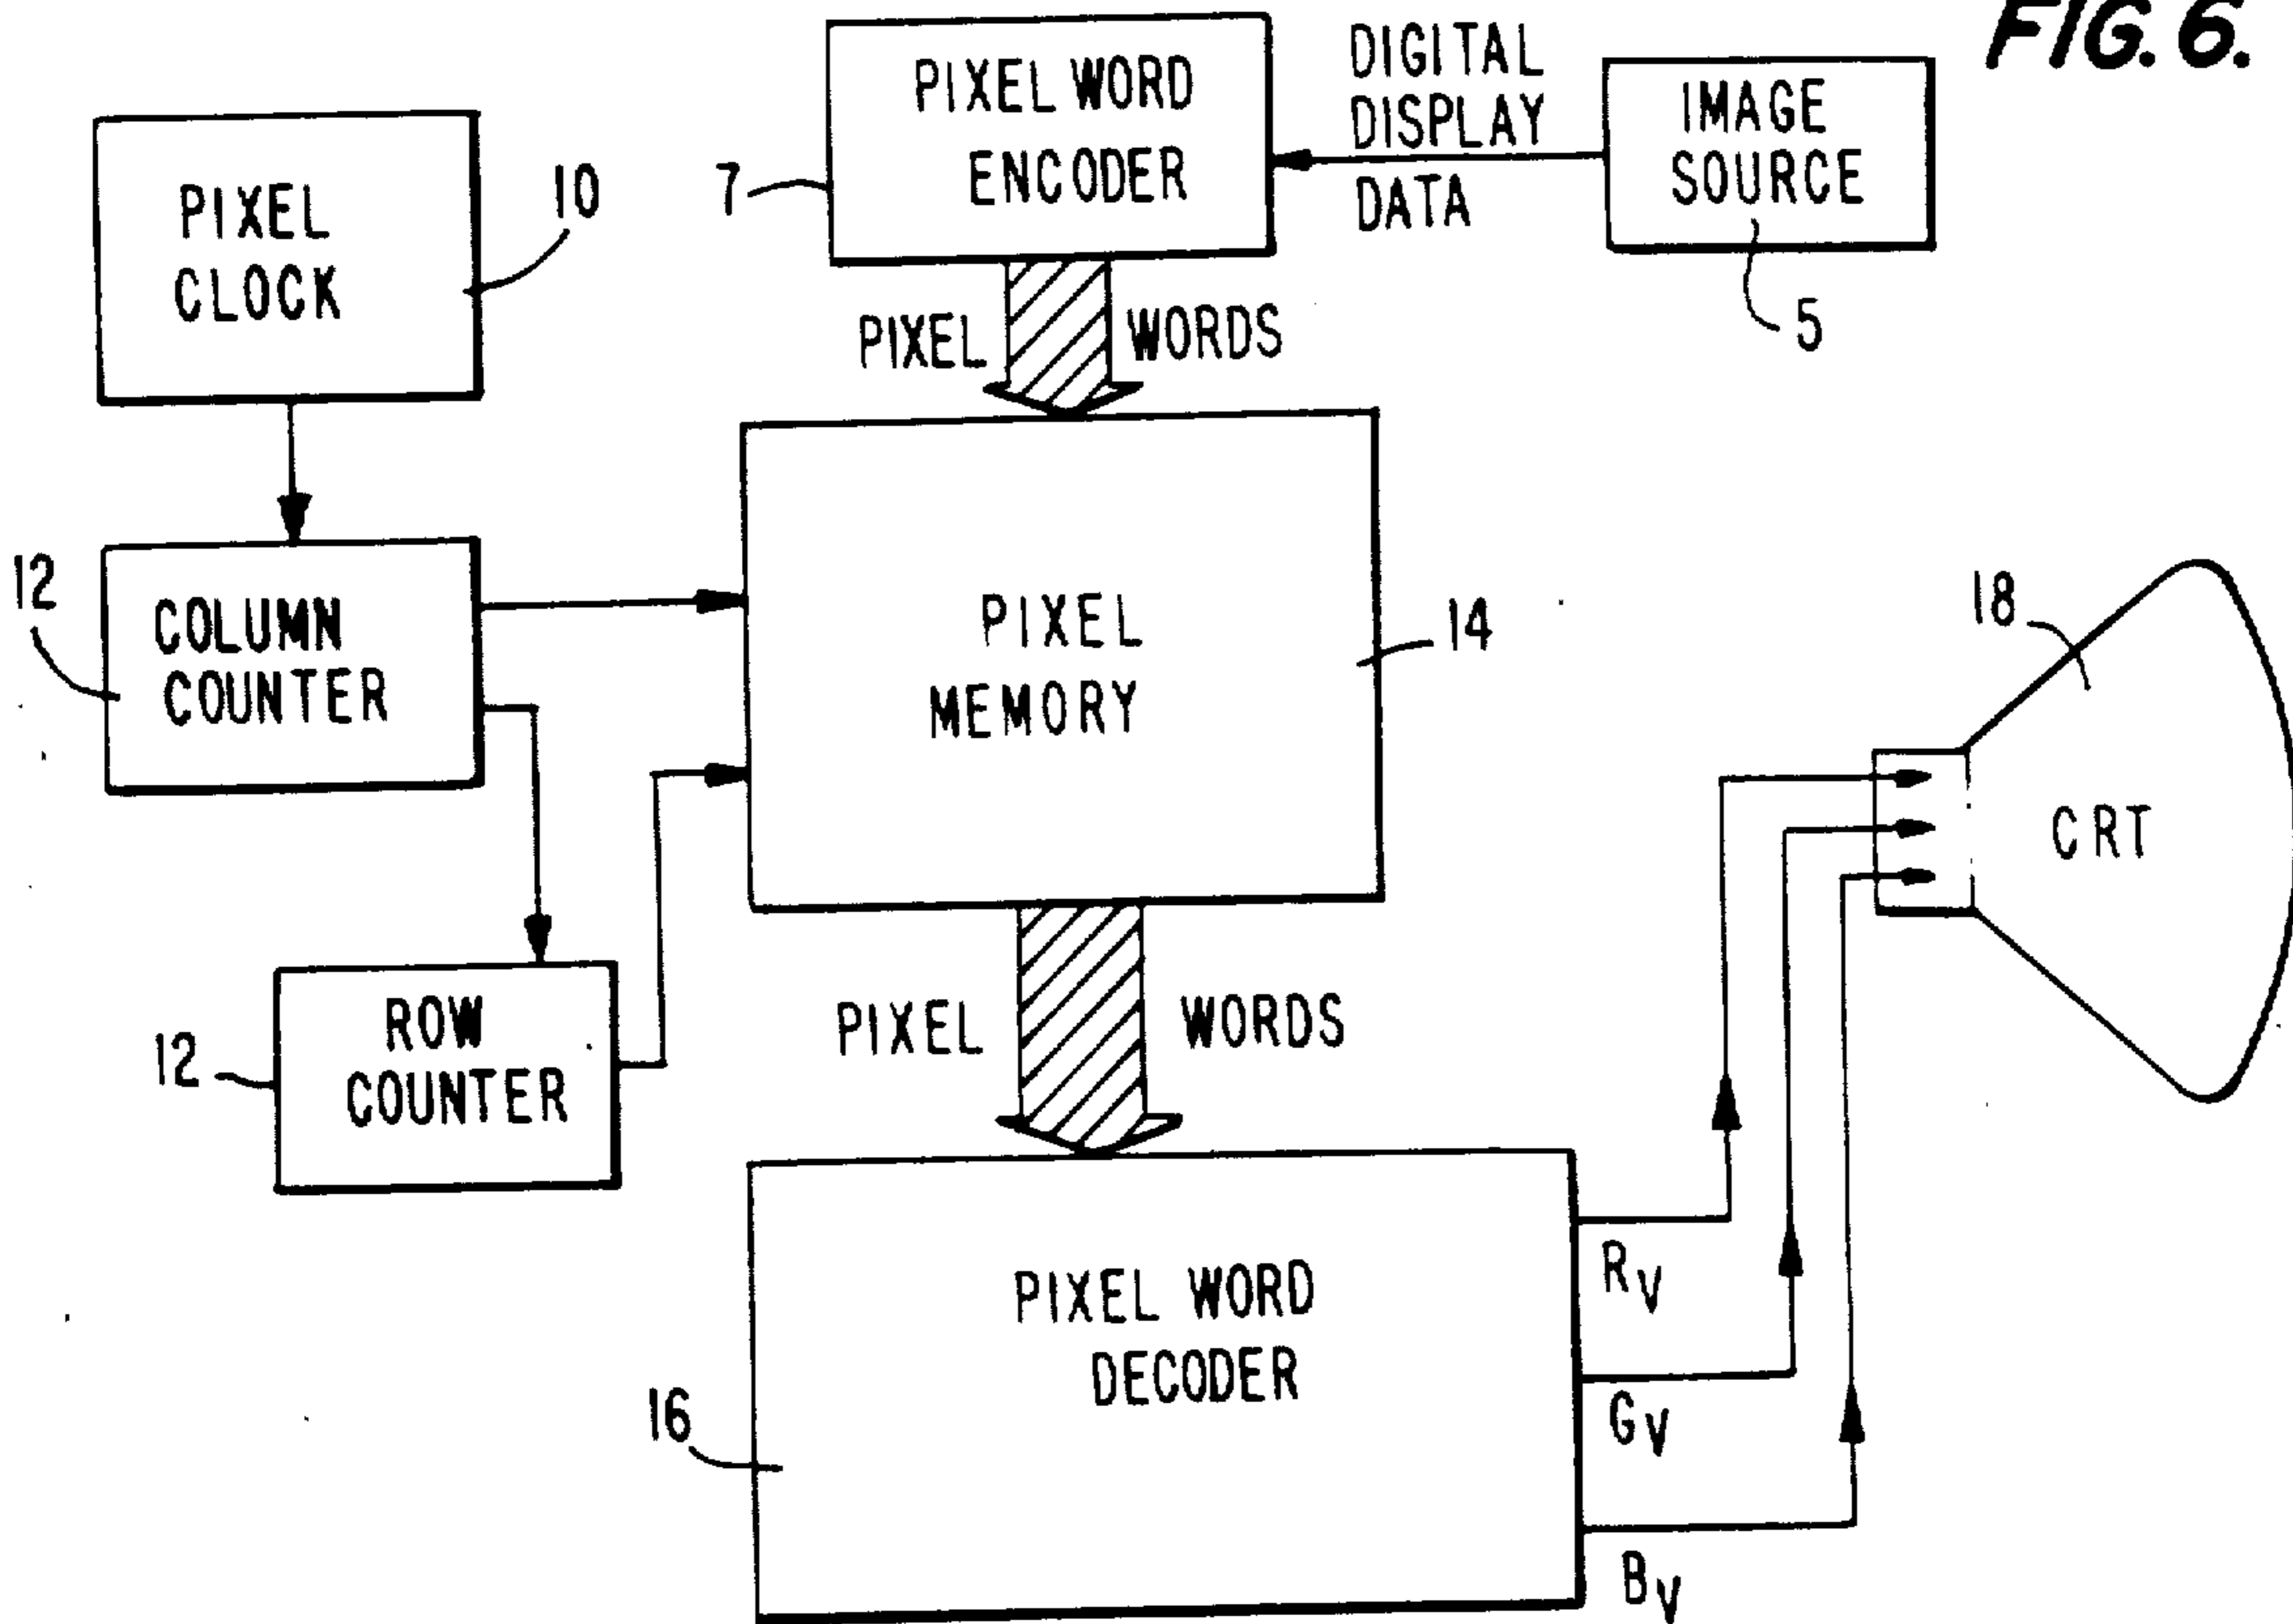 FIG. 6.
PIXEL WORD
ENCODER
7
DIGITAL
DISPLAY
DATA
IMAGE
SOURCE
5
PIXEL
CLOCK
10
PIXEL WORDS
12
COLUMN
COUNTER
PIXEL
MEMORY
14
18
CRT
12
ROW
COUNTER
PIXEL WORDS
PIXEL WORD
DECODER
16
RV
GV
BV